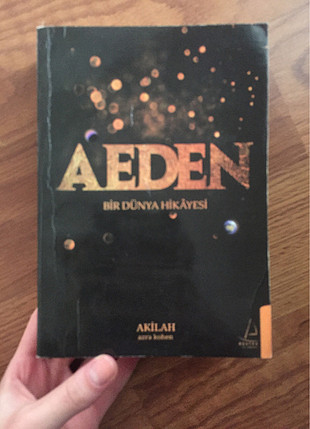 AEDEN
BİR DÜNYA HİKÂYESİ
AKİLAH
azra kohen